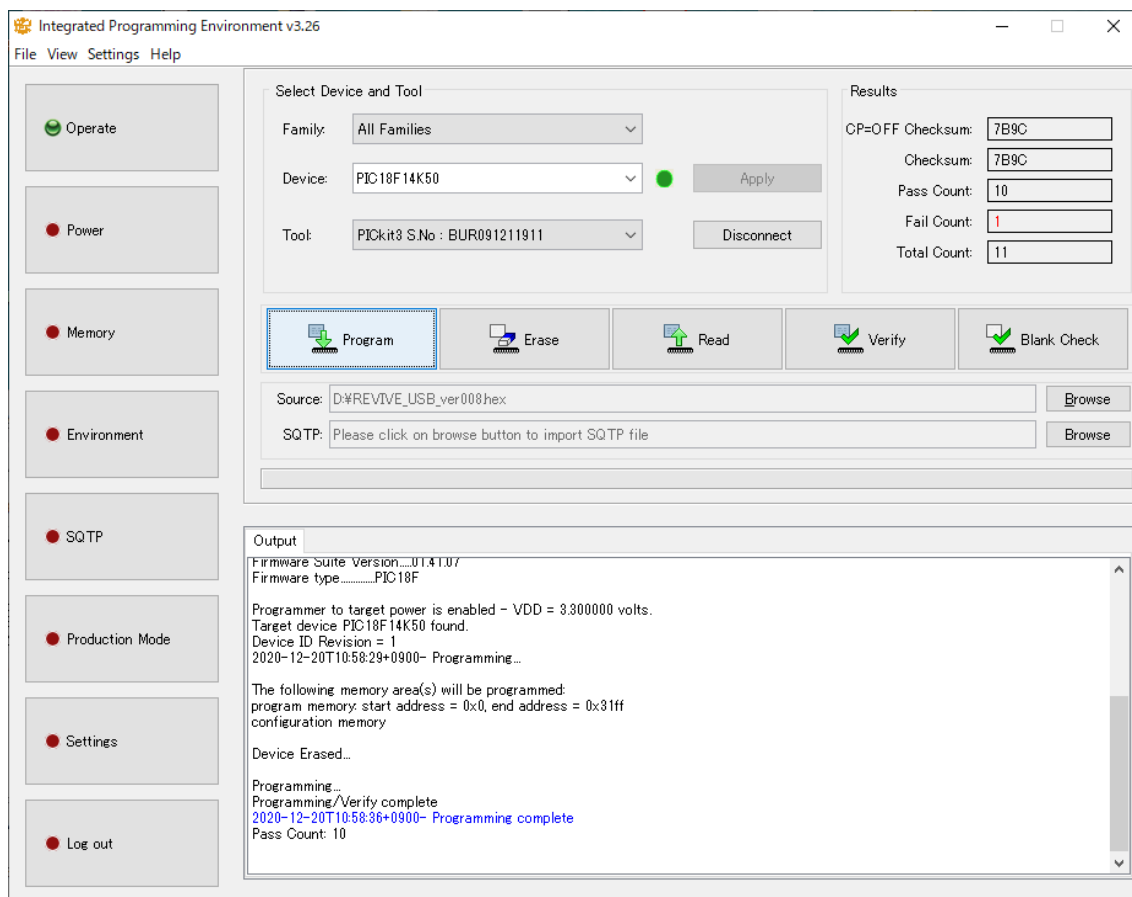 Integrated Programming Environment v3.26
File View Settings Help
Operate
Power
Memory
Environment
SQTP
Production Mode
Settings
Log out
Select Device and Tool
Family: All Families
Device: PIC18F14K50 Apply
Tool: PICkit3 S.No : BUR091211911 Disconnect
Results
CP=OFF Checksum: 7B9C
Checksum: 7B9C
Pass Count: 10
Fail Count: 1
Total Count: 11
Program Erase Read Verify Blank Check
Source: D:¥REVIVE_USB_ver008.hex Browse
SQTP: Please click on browse button to import SQTP file Browse
Output
Firmware Suite Version.....01.41.07
Firmware type..............PIC18F
Programmer to target power is enabled - VDD = 3.300000 volts.
Target device PIC18F14K50 found.
Device ID Revision = 1
2020-12-20T10:58:29+0900- Programming...
The following memory area(s) will be programmed:
program memory: start address = 0x0, end address = 0x31ff
configuration memory
Device Erased...
Programming...
Programming/Verify complete
2020-12-20T10:58:36+0900- Programming complete
Pass Count: 10